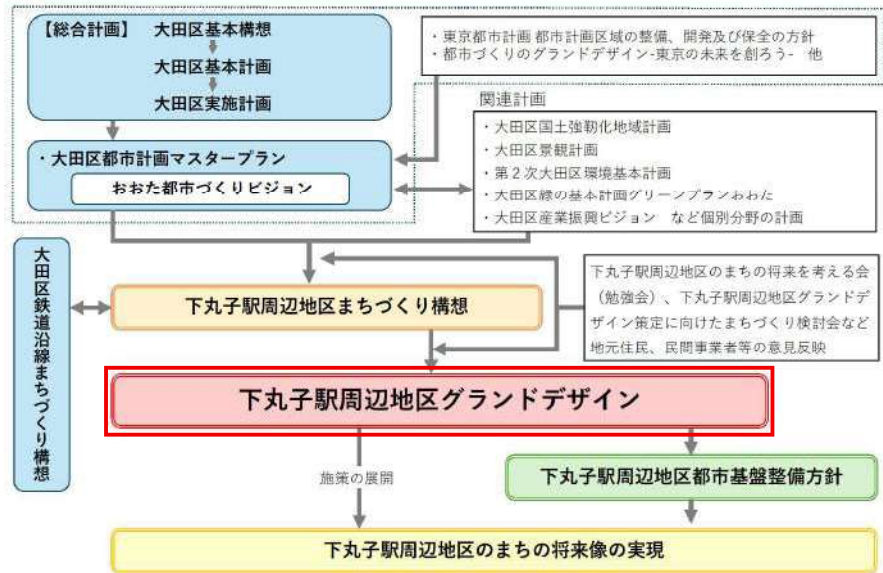 【総合計画】 大田区基本構想
大田区基本計画
大田区実施計画
・東京都市計画 都市計画区域の整備、開発及び保全の方針
・都市づくりのグランドデザイン-東京の未来を創ろう- 他
・大田区都市計画マスタープラン
おおた都市づくりビジョン
関連計画
・大田区国土強靭化地域計画
・大田区景観計画
・第２次大田区環境基本計画
・大田区緑の基本計画グリーンプランおおた
・大田区産業振興ビジョン など個別分野の計画
大田区鉄道沿線まちづくり構想
下丸子駅周辺地区まちづくり構想
下丸子駅周辺地区のまちの将来を考える会
（勉強会）、下丸子駅周辺地区グランドデ
ザイン策定に向けたまちづくり検討会など
地元住民、民間事業者等の意見反映
下丸子駅周辺地区グランドデザイン
施策の展開
下丸子駅周辺地区都市基盤整備方針
下丸子駅周辺地区のまちの将来像の実現